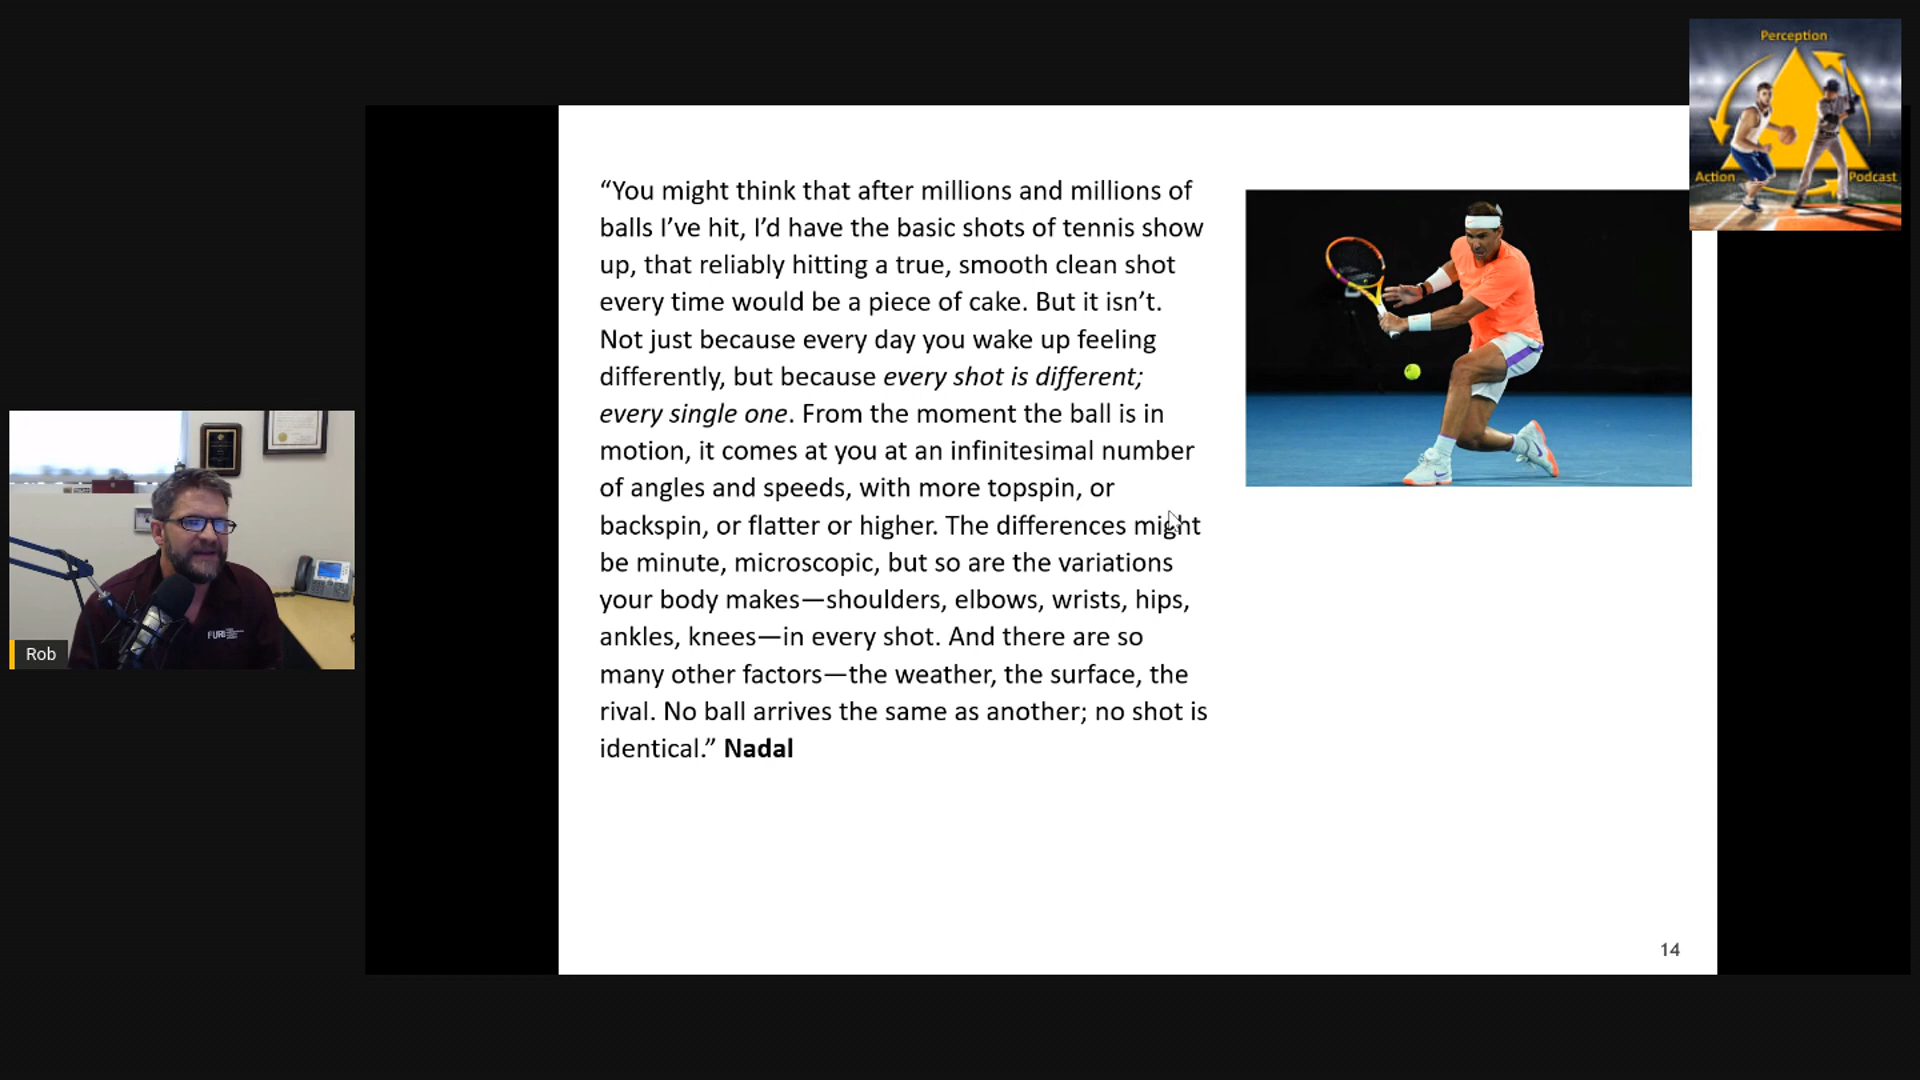 Perception
Action
Podcast
“You might think that after millions and millions of
balls I’ve hit, I’d have the basic shots of tennis show
up, that reliably hitting a true, smooth clean shot
every time would be a piece of cake. But it isn’t.
Not just because every day you wake up feeling
differently, but because every shot is different;
every single one. From the moment the ball is in
motion, it comes at you at an infinitesimal number
of angles and speeds, with more topspin, or
backspin, or flatter or higher. The differences might
be minute, microscopic, but so are the variations
your body makes—shoulders, elbows, wrists, hips,
ankles, knees—in every shot. And there are so
many other factors—the weather, the surface, the
rival. No ball arrives the same as another; no shot is
identical.” Nadal
FURI
Rob
14